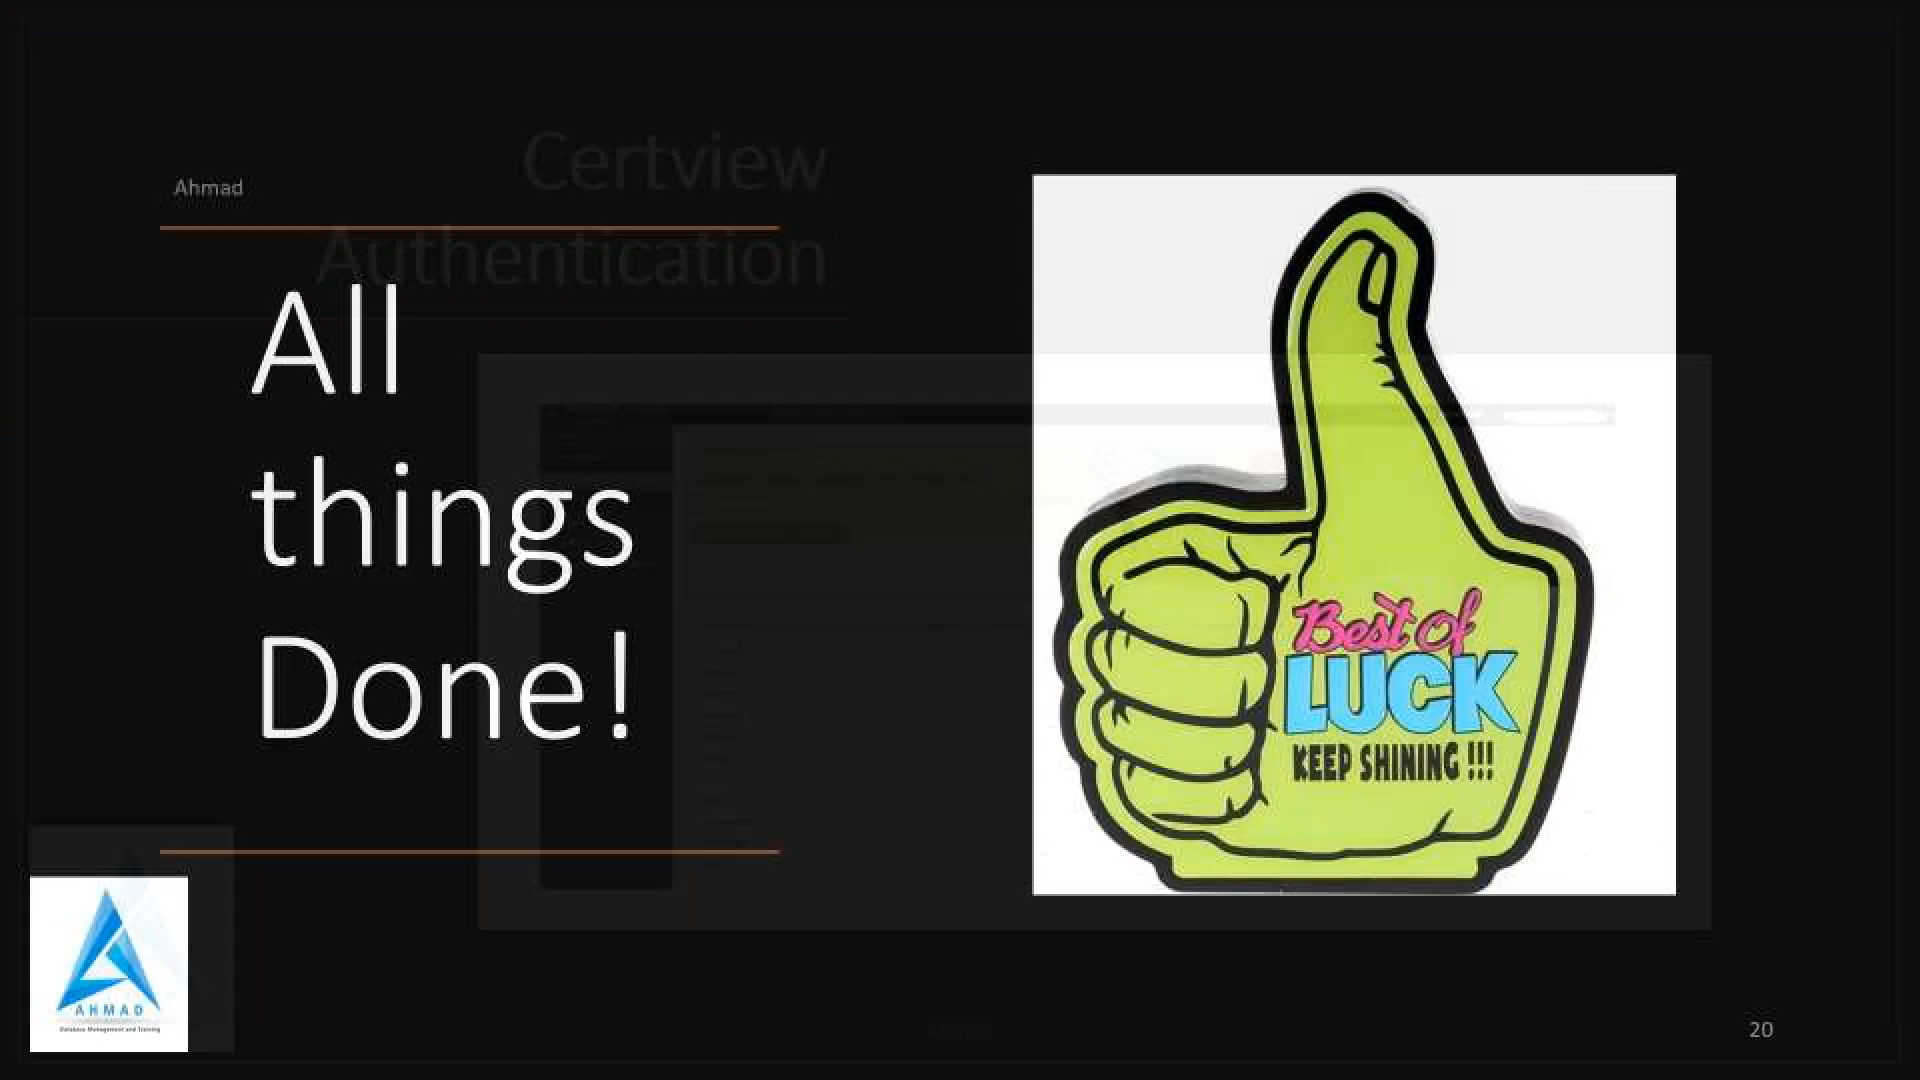 Certview
Ahmad
Authentication
All
things
Done!
Best of
LUCK
KEEP SHINING !!!
AHMAD
Database Management and Training
20